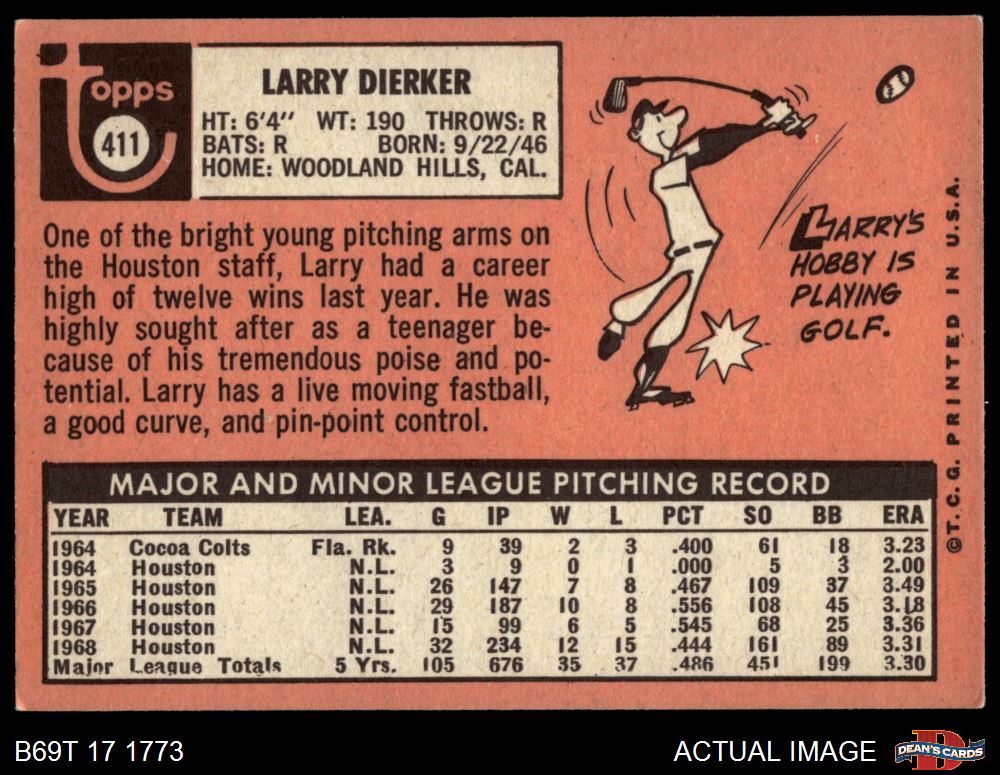 topps
411
LARRY DIERKER
HT: 6'4" WT: 190 THROWS: R
BATS: R BORN: 9/22/46
HOME: WOODLAND HILLS, CAL.
One of the bright young pitching arms on
the Houston staff, Larry had a career
high of twelve wins last year. He was
highly sought after as a teenager be-
cause of his tremendous poise and po-
tential. Larry has a live moving fastball,
a good curve, and pin-point control.
LARRY'S
HOBBY IS
PLAYING
GOLF.
©T.C.G. PRINTED IN U.S.A.
MAJOR AND MINOR LEAGUE PITCHING RECORD
YEAR TEAM LEA. G IP W L PCT SO BB ERA
1964 Cocoa Colts Fla. Rk. 9 39 2 3 .400 61 18 3.23
1964 Houston N.L. 3 9 0 1 .000 5 3 2.00
1965 Houston N.L. 26 147 7 8 .467 109 37 3.49
1966 Houston N.L. 29 187 10 8 .556 108 45 3.18
1967 Houston N.L. 15 99 6 5 .545 68 25 3.36
1968 Houston N.L. 32 234 12 15 .444 161 89 3.31
Major League Totals 5 Yrs. 105 676 35 37 .486 451 199 3.30
B69T 17 1773
ACTUAL IMAGE
DEAN'S CARDS